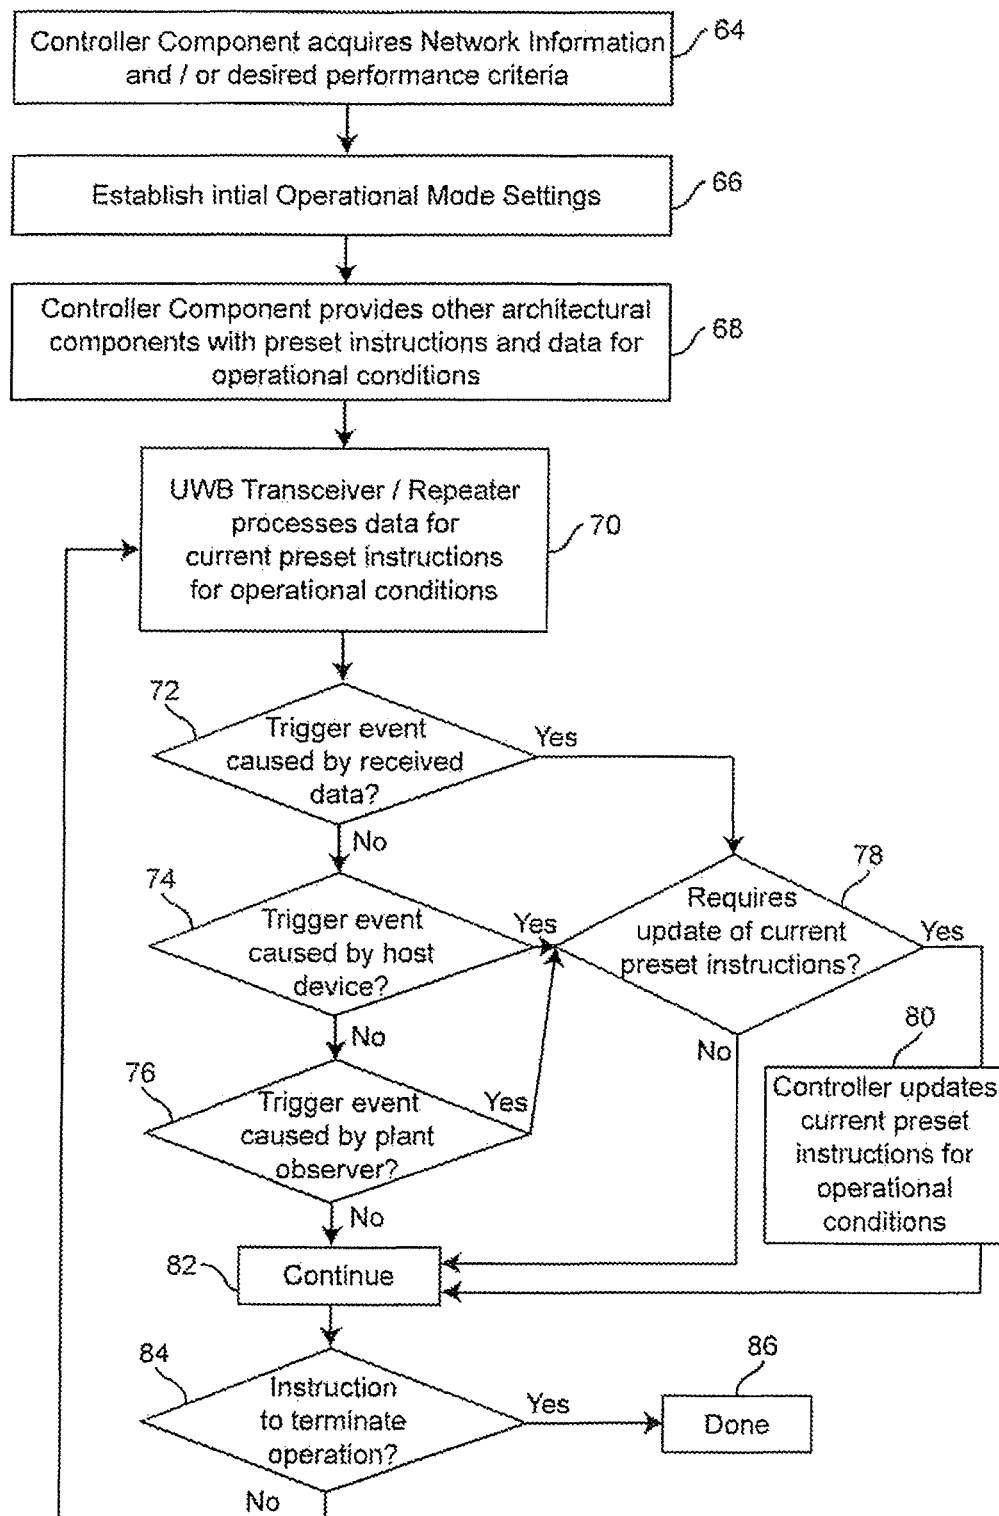 Controller Component acquires Network Information
and / or desired performance criteria
64
Establish intial Operational Mode Settings
66
Controller Component provides other architectural
components with preset instructions and data for
operational conditions
68
UWB Transceiver / Repeater
processes data for
current preset instructions
for operational conditions
70
72
Trigger event
caused by received
data?
Yes
No
74
Trigger event
caused by host
device?
Yes
No
78
Requires
update of current
preset instructions?
Yes
No
76
Trigger event
caused by plant
observer?
Yes
No
80
Controller updates
current preset
instructions for
operational
conditions
82
Continue
84
Instruction
to terminate
operation?
Yes
No
86
Done